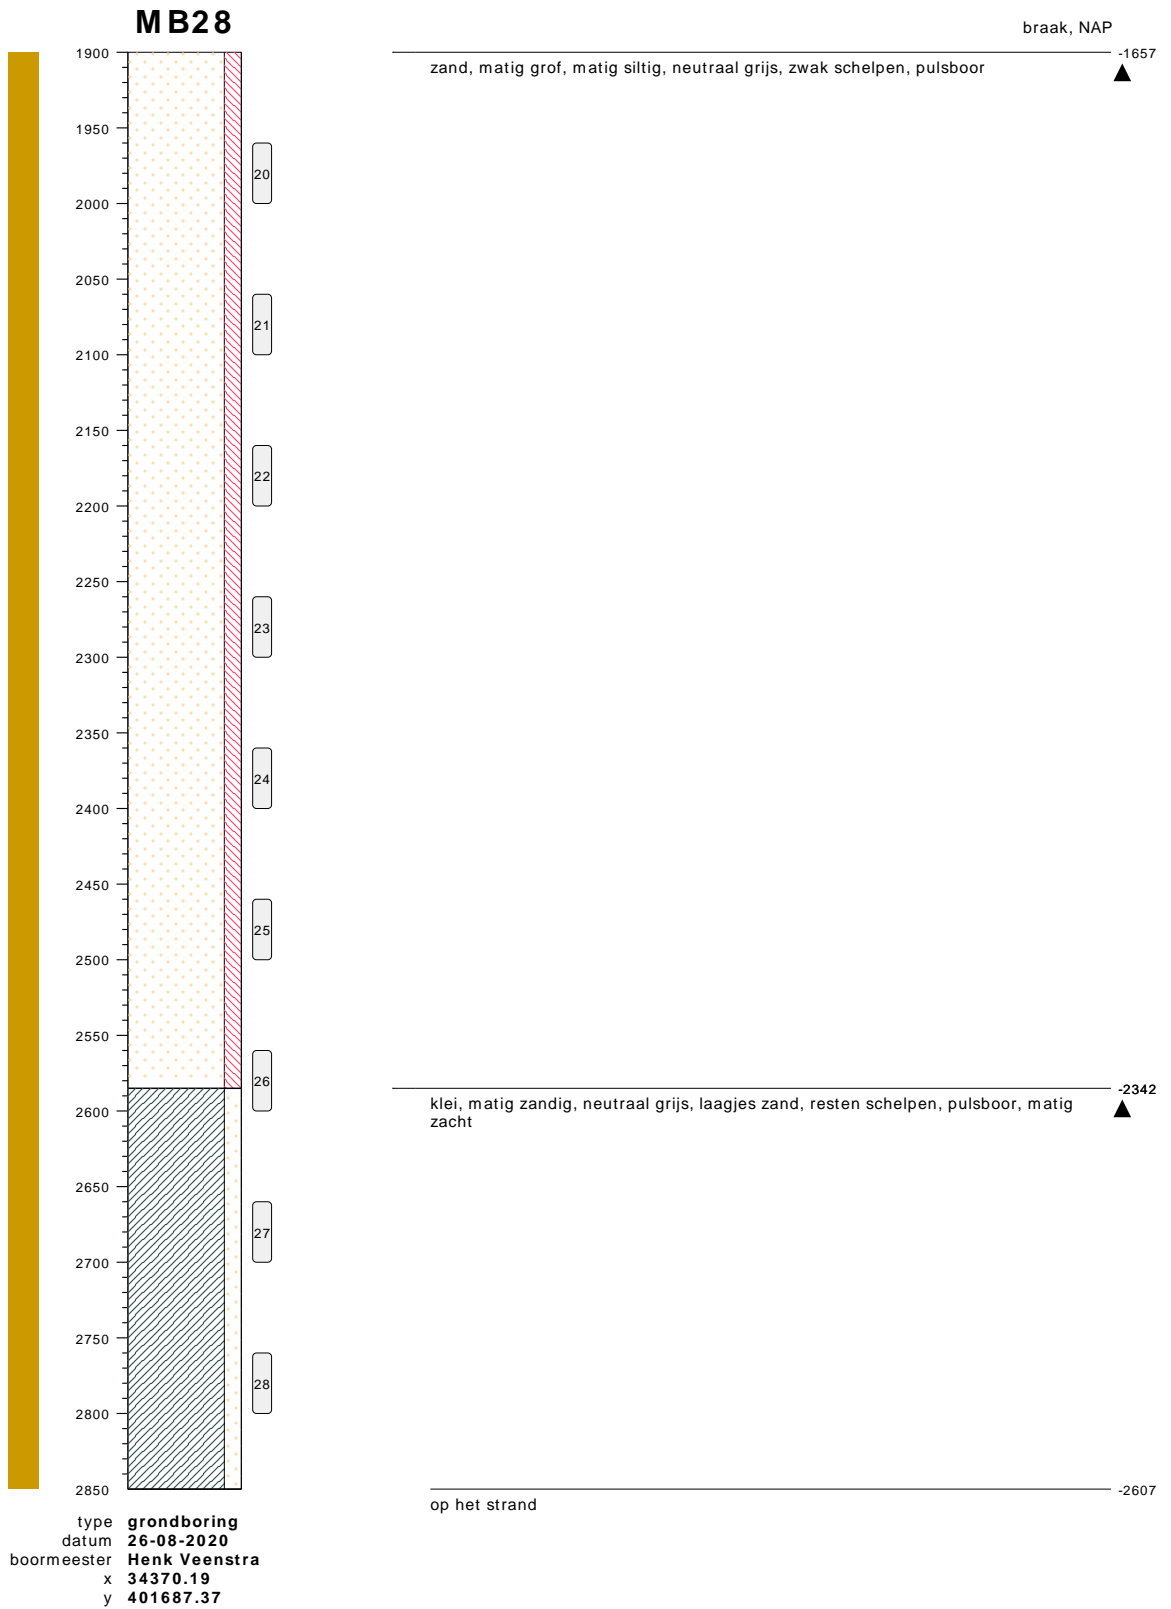 MB28
braak, NAP
1900
-1657
zand, matig grof, matig siltig, neutraal grijs, zwak schelpen, pulsboor
1950
20
2000
2050
21
2100
2150
22
2200
2250
23
2300
2350
24
2400
2450
25
2500
2550
26
-2342
2600
klei, matig zandig, neutraal grijs, laagjes zand, resten schelpen, pulsboor, matig
zacht
2650
27
2700
2750
28
2800
2850
-2607
op het strand
type grondboring
datum 26-08-2020
boormeester Henk Veenstra
x 34370.19
y 401687.37